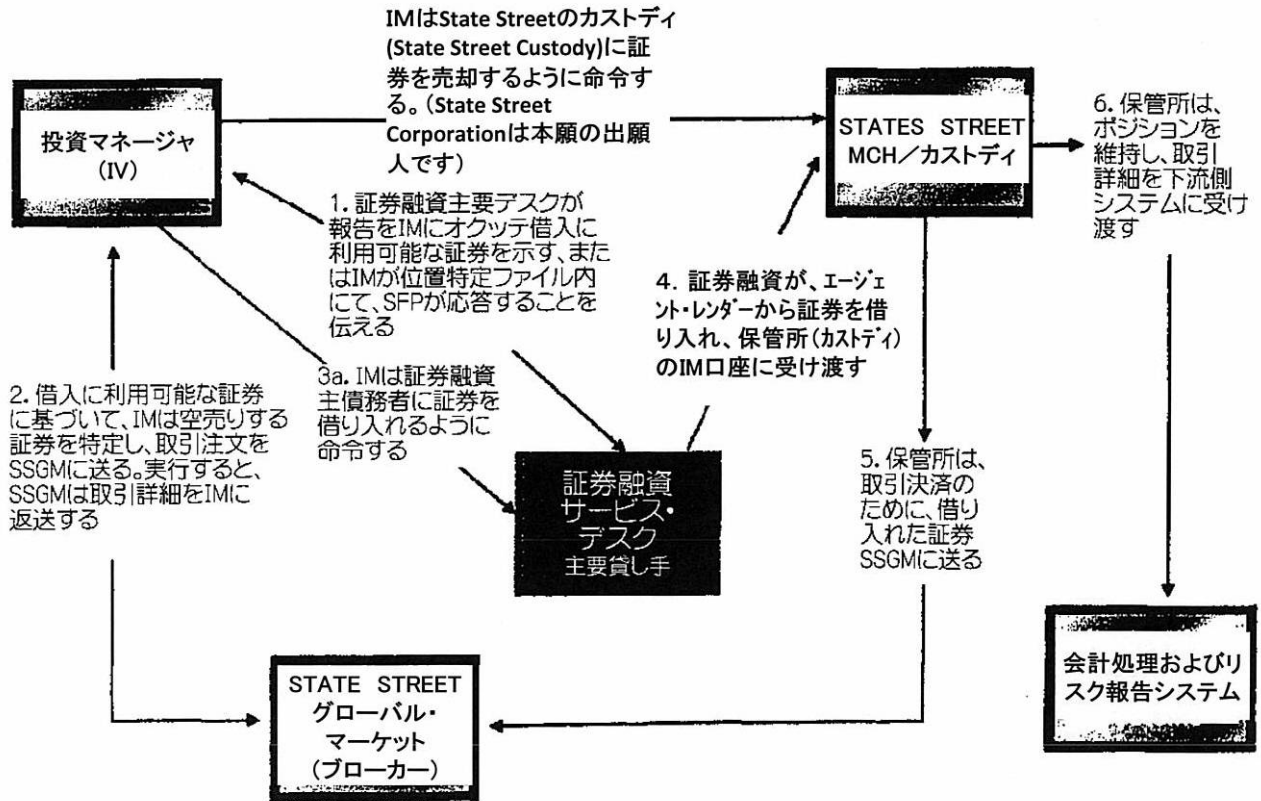 IMはState Streetのカストディ
(State Street Custody)に証
券を売却するように命令す
る。(State Street
Corporationは本願の出願
人です)
投資マネージャ
(IV)
STATES STREET
MCH/カストディ
6. 保管所は、
ポジションを
維持し、取引
詳細を下流側
システムに受け
渡す
1. 証券融資主要デスクが
報告をIMにオクッテ借入に
利用可能な証券を示す、また
はIMが位置特定ファイル内
にて、SFPが応答することを
伝える
4. 証券融資が、エージェ
ント・レンダーから証券を借
り入れ、保管所(カストディ)
のIM口座に受け渡す
2. 借入に利用可能な証券
に基づいて、IMは空売りする
証券を特定し、取引注文を
SSGMに送る。実行すると、
SSGMは取引詳細をIMに
返送する
3a. IMは証券融資
主債務者に証券を
借り入れるように
命令する
証券融資
サービス・
デスク
主要貸し手
5. 保管所は、
取引決済の
ために、借り
入れた証券
SSGMに送る
STATE STREET
グローバル・
マーケット
(ブローカー)
会計処理およびリ
スク報告システム